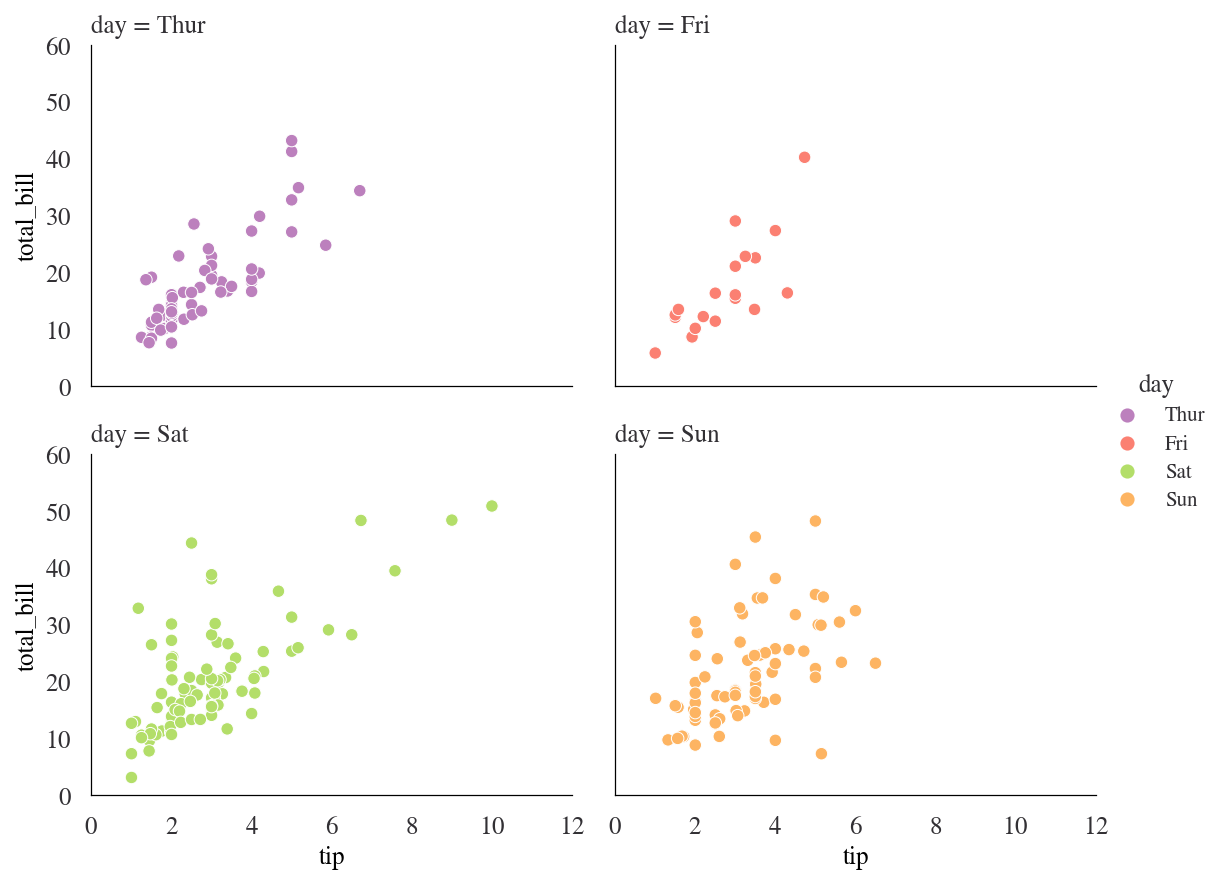 day = Thur
day = Fri
60
50
40
30
20
10
0
total_bill
day = Sat
day = Sun
60
50
40
30
20
10
0
total_bill
0 2 4 6 8 10 12
tip
0 2 4 6 8 10 12
tip
day
Thur
Fri
Sat
Sun